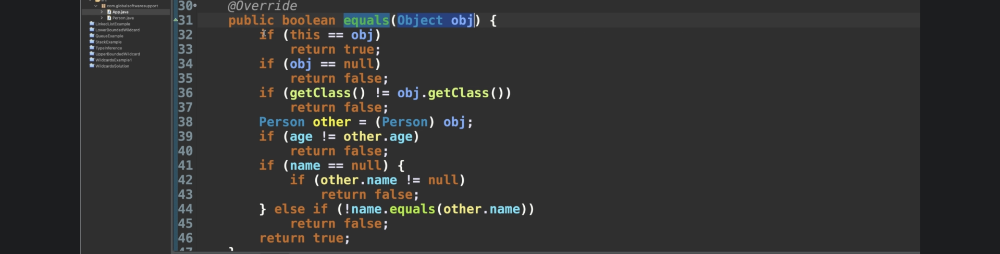 com.globalsoftwaresupport
App.java
Person.java
LinkedListExample
LowerBoundedWildcard
QueueExample
StackExample
TypeInference
UpperBoundedWildcard
WildcardsExample1
WildcardsSolution
30 @Override
31 public boolean equals(Object obj) {
32 if (this == obj)
33 return true;
34 if (obj == null)
35 return false;
36 if (getClass() != obj.getClass())
37 return false;
38 Person other = (Person) obj;
39 if (age != other.age)
40 return false;
41 if (name == null) {
42 if (other.name != null)
43 return false;
44 } else if (!name.equals(other.name))
45 return false;
46 return true;
47 }